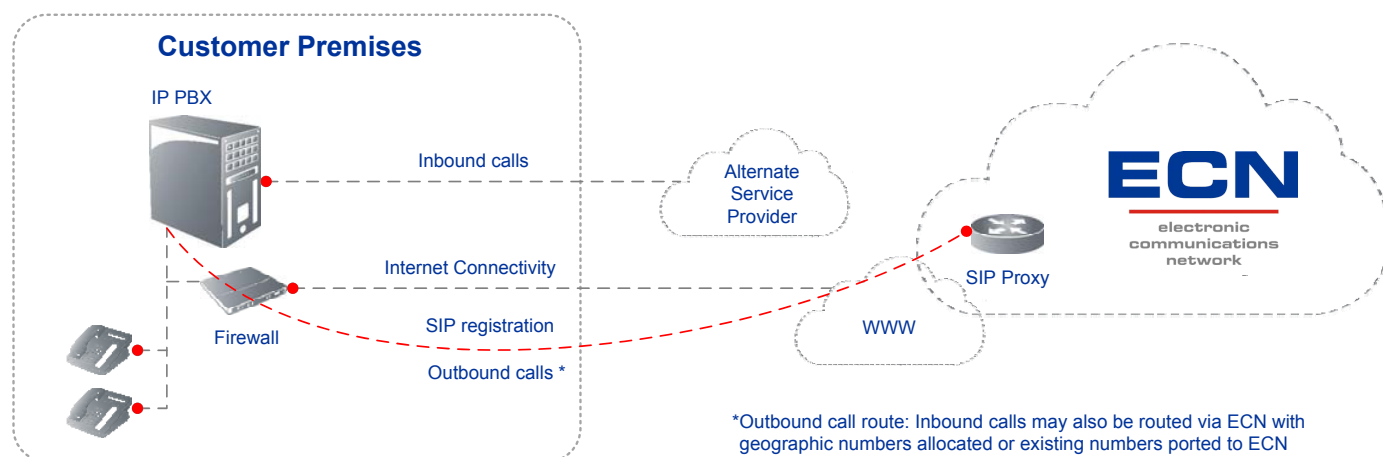 Customer Premises
IP PBX
Inbound calls
Alternate
Service
Provider
ECN
electronic
communications
network
Internet Connectivity
SIP Proxy
Firewall
SIP registration
WWW
Outbound calls *
*Outbound call route: Inbound calls may also be routed via ECN with
geographic numbers allocated or existing numbers ported to ECN